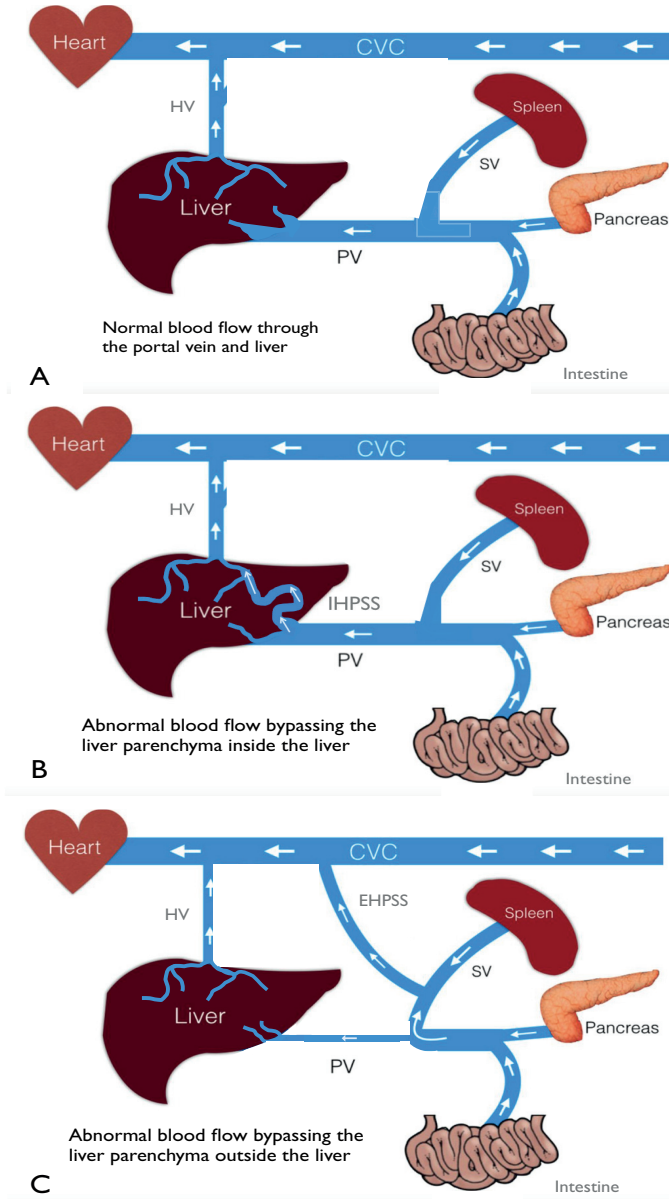 Heart
CVC
HV
Spleen
SV
Liver
Pancreas
PV
Normal blood flow through
the portal vein and liver
A
Intestine
Heart
CVC
HV
Spleen
SV
Liver
IHPSS
Pancreas
PV
Abnormal blood flow bypassing the
liver parenchyma inside the liver
B
Intestine
Heart
CVC
EHPSS
HV
Spleen
SV
Liver
Pancreas
PV
Abnormal blood flow bypassing the
liver parenchyma outside the liver
C
Intestine